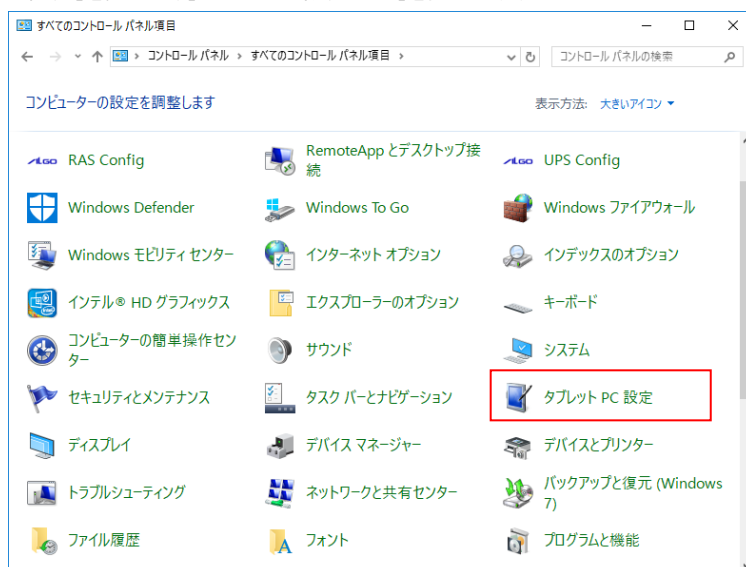 すべてのコントロール パネル項目
コントロール パネル › すべてのコントロール パネル項目 ›
コントロール パネルの検索
コンピューターの設定を調整します
表示方法: 大きいアイコン
ALGO RAS Config
RemoteApp とデスクトップ接
続
ALGO UPS Config
Windows Defender
Windows To Go
Windows ファイアウォール
Windows モビリティ センター
インターネット オプション
インデックスのオプション
インテル® HD グラフィックス
エクスプローラーのオプション
キーボード
コンピューターの簡単操作セン
ター
サウンド
システム
セキュリティとメンテナンス
タスク バーとナビゲーション
タブレット PC 設定
ディスプレイ
デバイス マネージャー
デバイスとプリンター
トラブルシューティング
ネットワークと共有センター
バックアップと復元 (Windows
7)
ファイル履歴
フォント
プログラムと機能